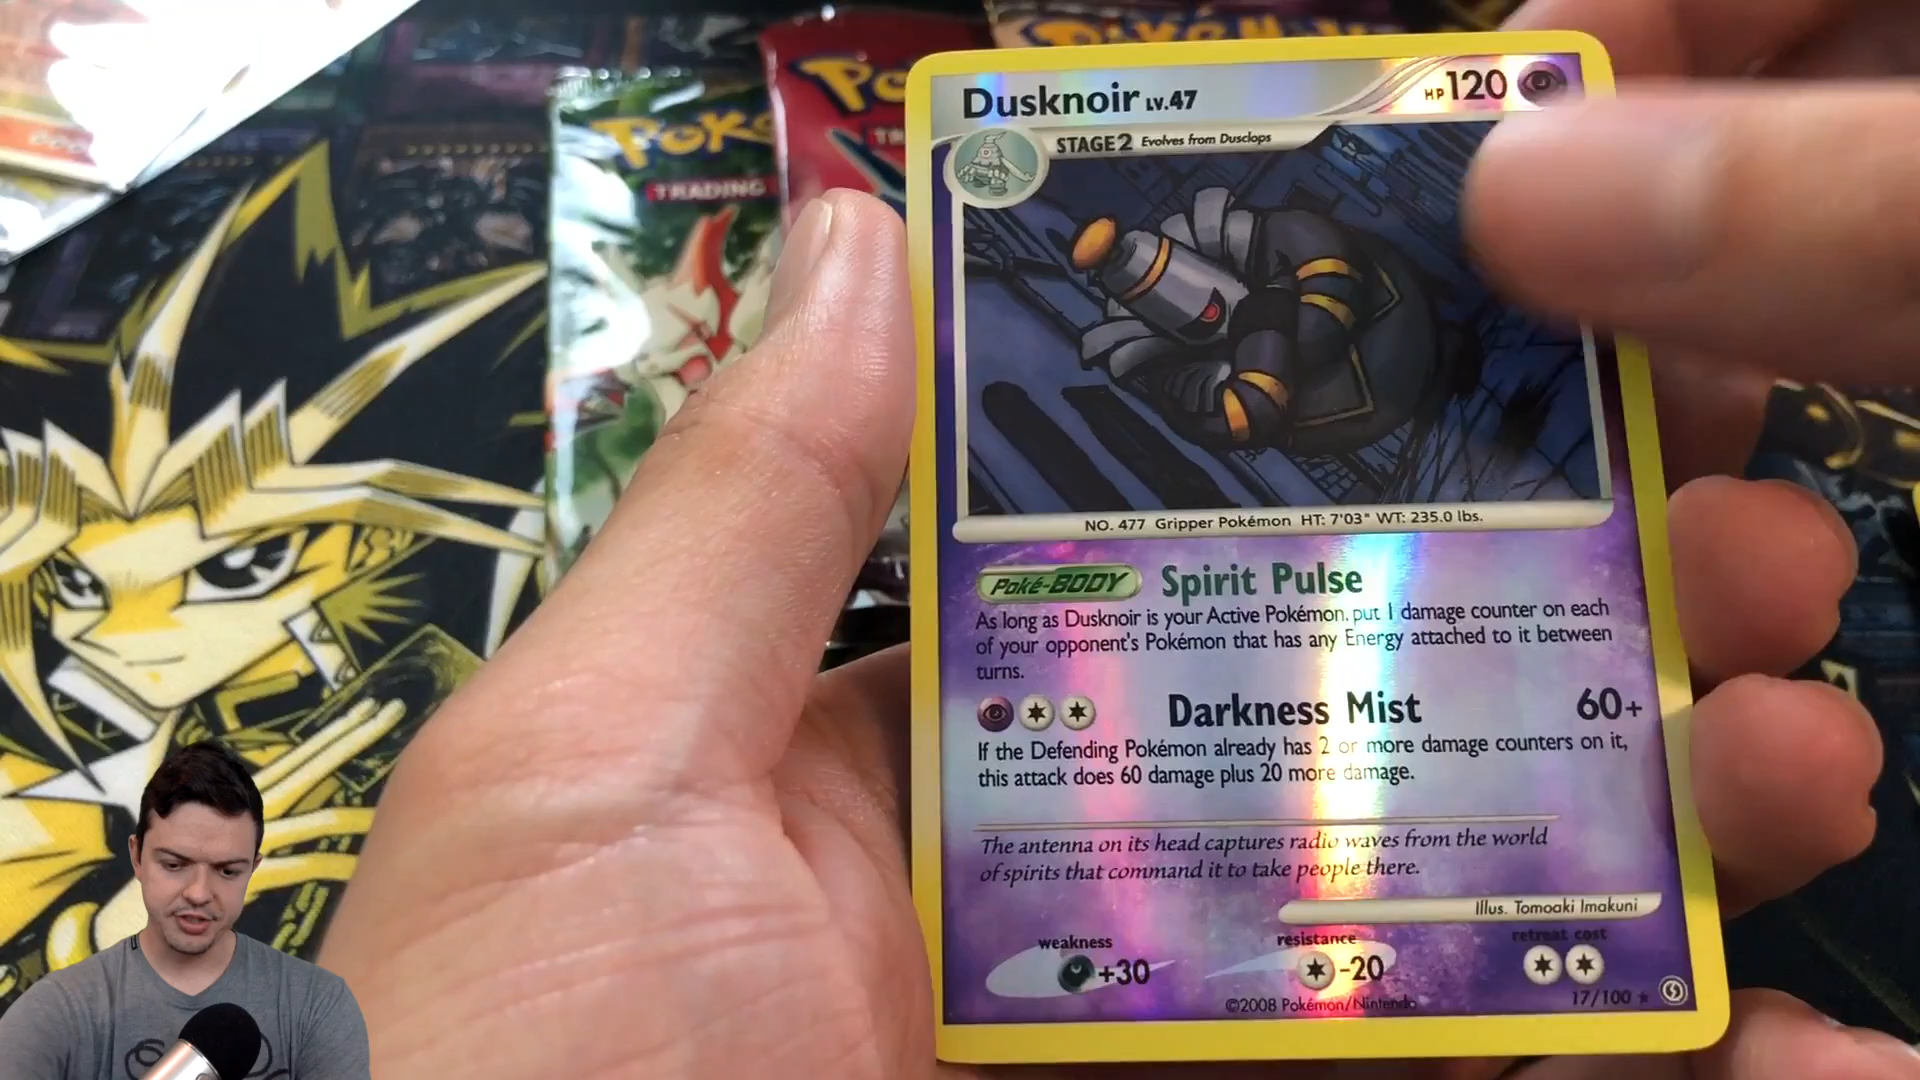 Pokémon
Poké
TRADING
Po
TR
Dusknoir LV.47
HP 120
STAGE2 Evolves from Dusclops
NO. 477 Gripper Pokémon HT: 7'03" WT: 235.0 lbs.
Poké-BODY Spirit Pulse
As long as Dusknoir is your Active Pokémon, put 1 damage counter on each
of your opponent's Pokémon that has any Energy attached to it between
turns.
Darkness Mist 60+
If the Defending Pokémon already has 2 or more damage counters on it,
this attack does 60 damage plus 20 more damage.
The antenna on its head captures radio waves from the world
of spirits that command it to take people there.
Illus. Tomoaki Imakuni
weakness
+30
resistance
-20
retreat cost
©2008 Pokémon/Nintendo
17/100